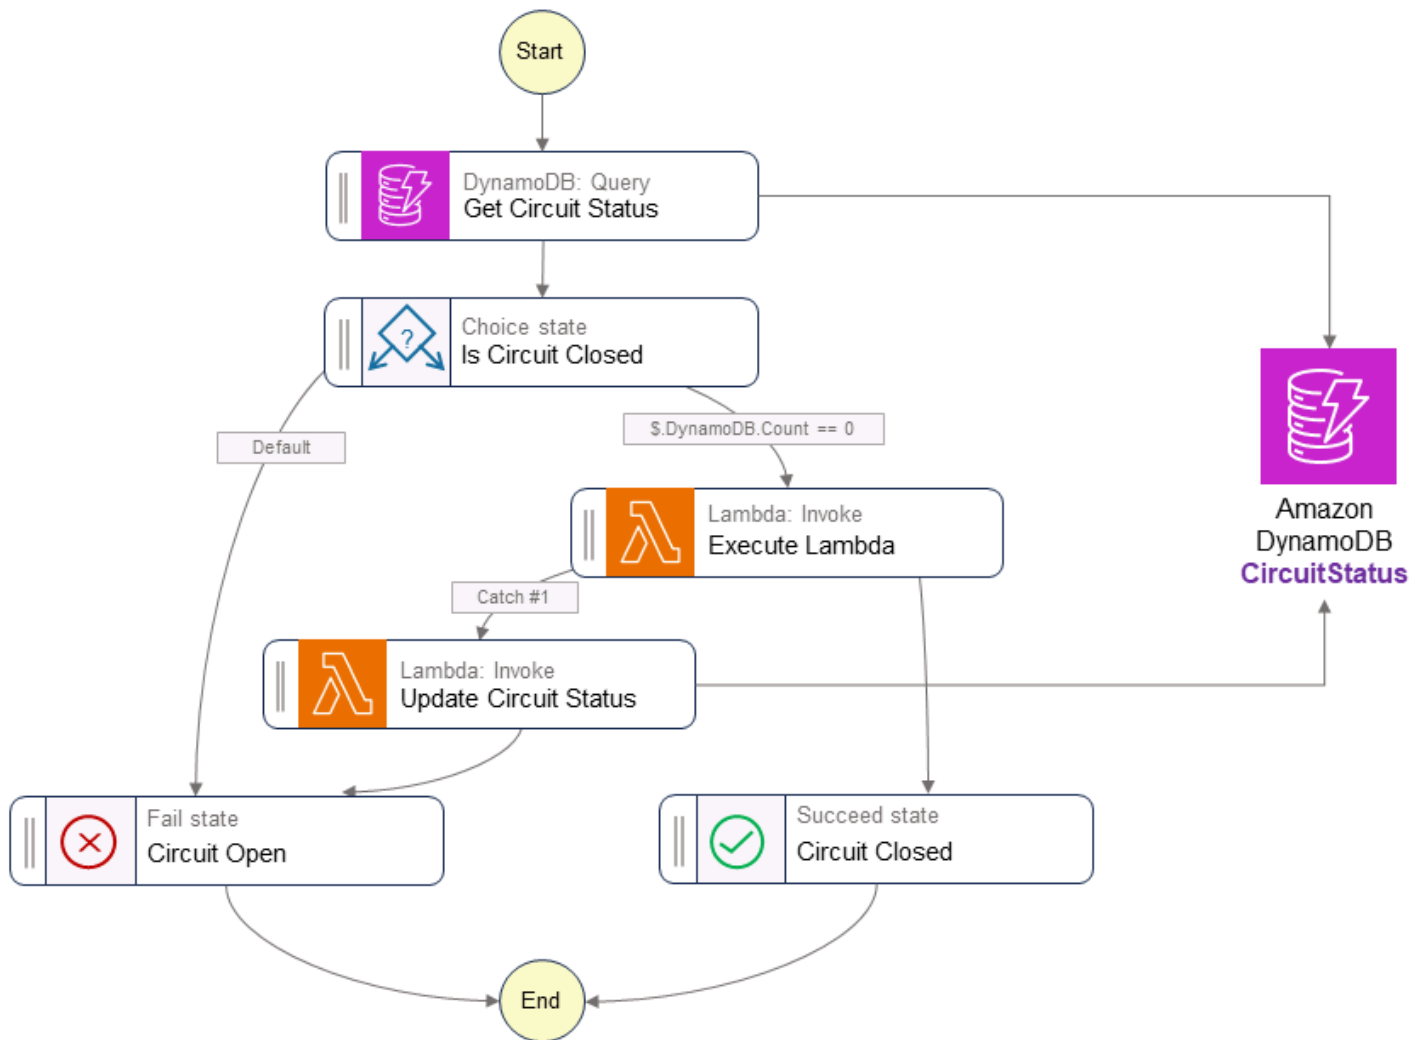 Start
DynamoDB: Query
Get Circuit Status
Choice state
Is Circuit Closed
?
Default
$.DynamoDB.Count == 0
Lambda: Invoke
Execute Lambda
Amazon
DynamoDB
CircuitStatus
Catch #1
Lambda: Invoke
Update Circuit Status
Fail state
Circuit Open
Succeed state
Circuit Closed
End